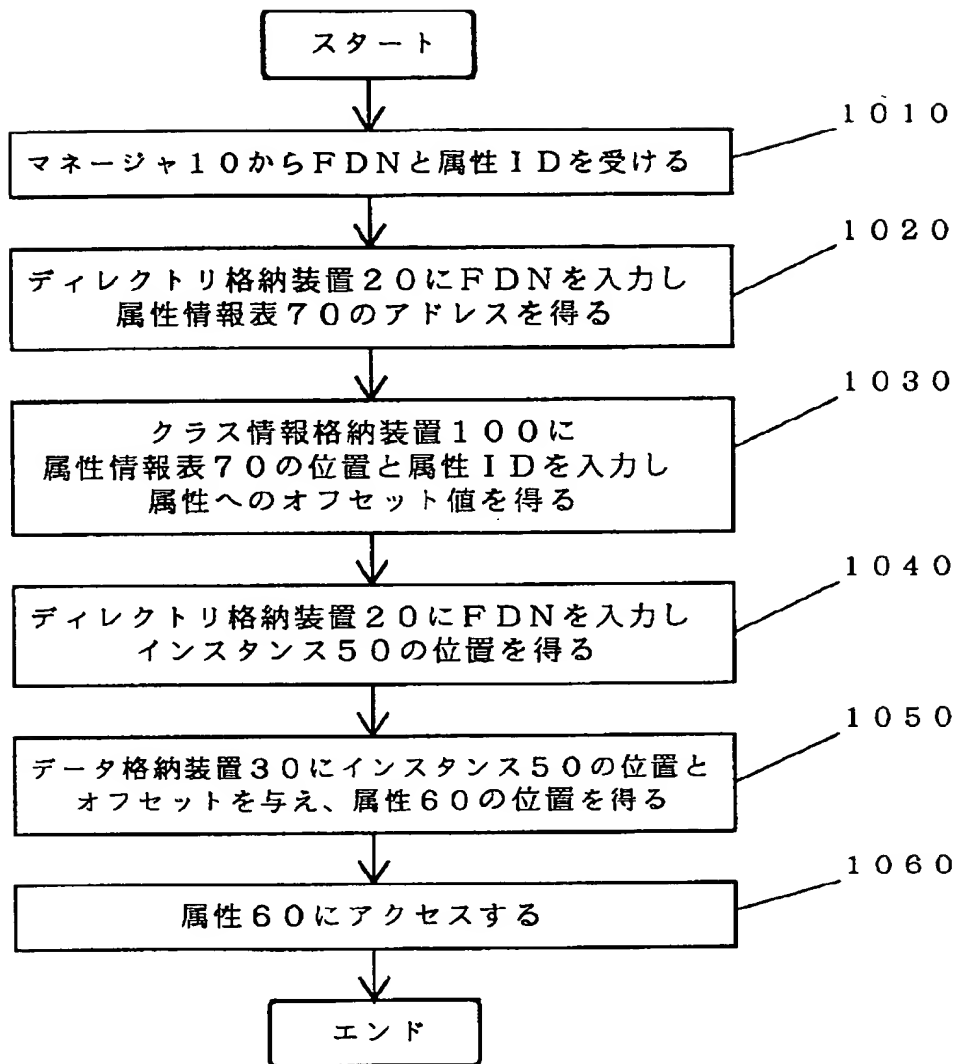 スタート
1010
マネージャ10からFDNと属性IDを受ける
1020
ディレクトリ格納装置20にFDNを入力し
属性情報表70のアドレスを得る
1030
クラス情報格納装置100に
属性情報表70の位置と属性IDを入力し
属性へのオフセット値を得る
1040
ディレクトリ格納装置20にFDNを入力し
インスタンス50の位置を得る
1050
データ格納装置30にインスタンス50の位置と
オフセットを与え、属性60の位置を得る
1060
属性60にアクセスする
エンド